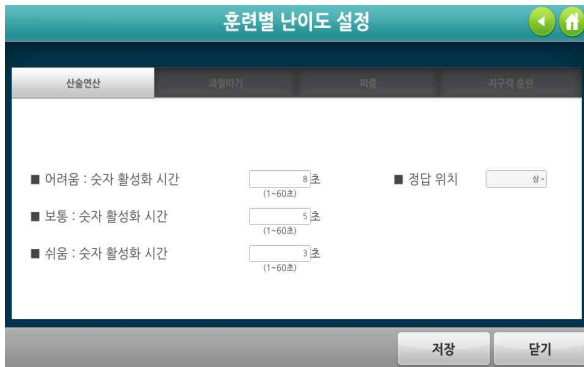 훈련별 난이도 설정
산술연산
과일따기
퍼즐
지구력 훈련
■ 어려움 : 숫자 활성화 시간 8 초 ■ 정답 위치 상
(1~60초)
■ 보통 : 숫자 활성화 시간 5 초
(1~60초)
■ 쉬움 : 숫자 활성화 시간 3 초
(1~60초)
저장 닫기